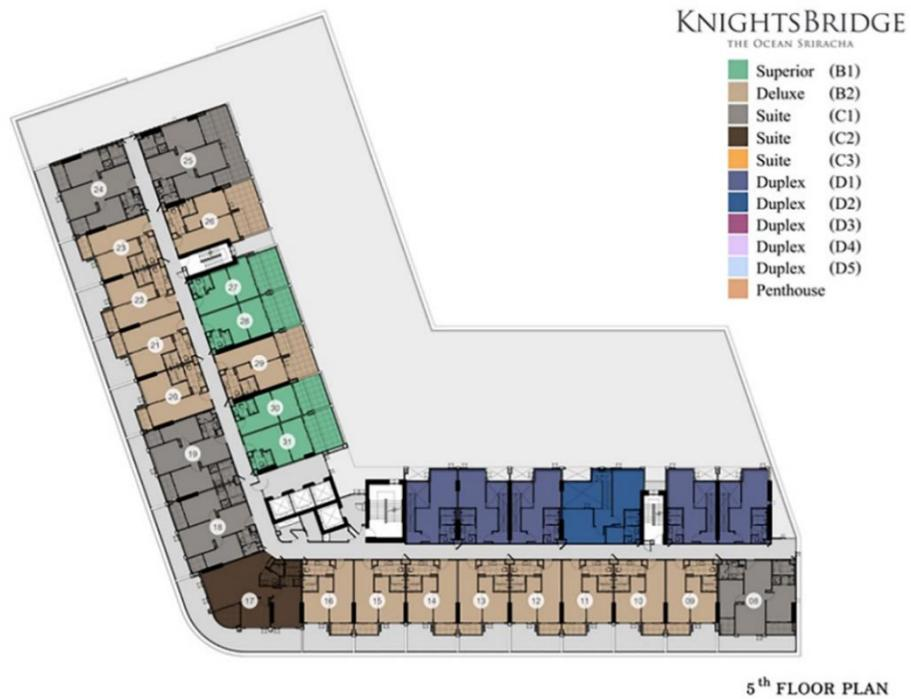 KNIGHTSBRIDGE
THE OCEAN SRIRACHA
Superior (B1)
Deluxe (B2)
Suite (C1)
Suite (C2)
Suite (C3)
Duplex (D1)
Duplex (D2)
Duplex (D3)
Duplex (D4)
Duplex (D5)
Penthouse
25
24
26
23
27
22
28
21
29
20
30
31
19
18
17
16
15
14
13
12
11
10
09
08
5th FLOOR PLAN